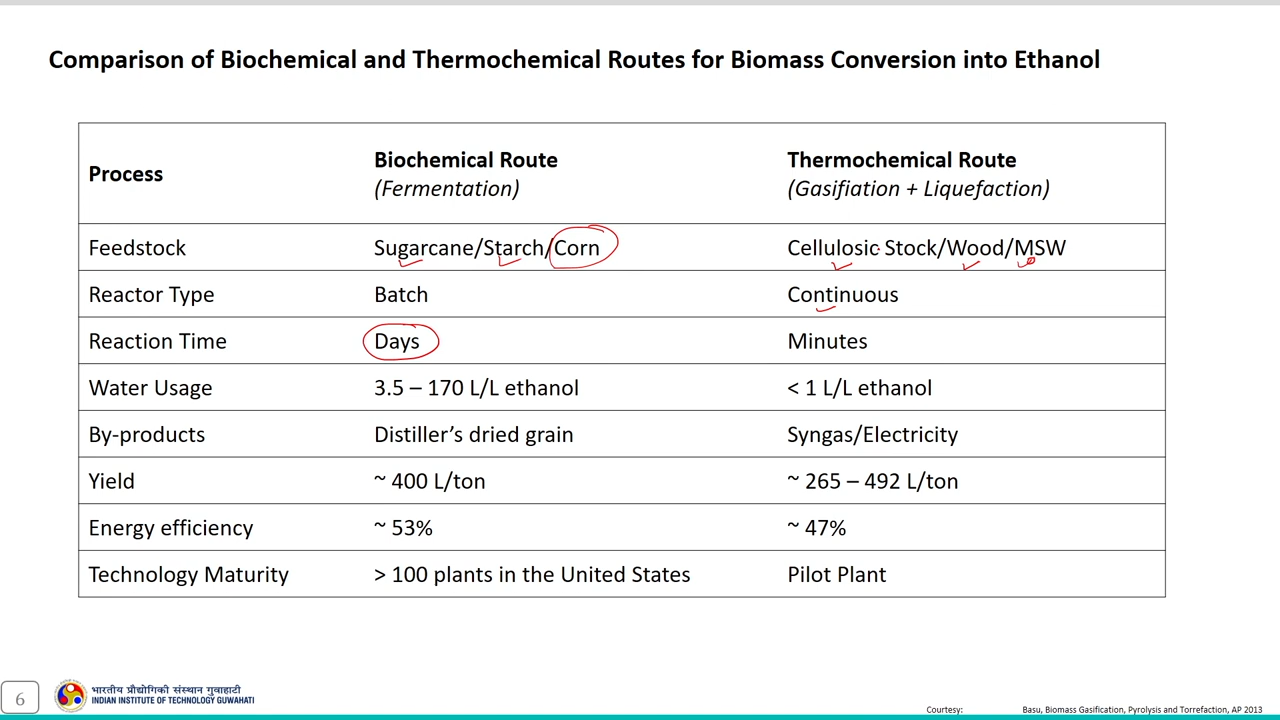 Comparison of Biochemical and Thermochemical Routes for Biomass Conversion into Ethanol
Process
Biochemical Route
(Fermentation)
Thermochemical Route
(Gasifiation + Liquefaction)
Feedstock Sugarcane/Starch/Corn Cellulosic Stock/Wood/MSW
Reactor Type Batch Continuous
Reaction Time Days Minutes
Water Usage 3.5 – 170 L/L ethanol < 1 L/L ethanol
By-products Distiller’s dried grain Syngas/Electricity
Yield ~ 400 L/ton ~ 265 – 492 L/ton
Energy efficiency ~ 53% ~ 47%
Technology Maturity > 100 plants in the United States Pilot Plant
6
भारतीय प्रौद्योगिकी संस्थान गुवाहाटी
INDIAN INSTITUTE OF TECHNOLOGY GUWAHATI
Courtesy: Basu, Biomass Gasification, Pyrolysis and Torrefaction, AP 2013